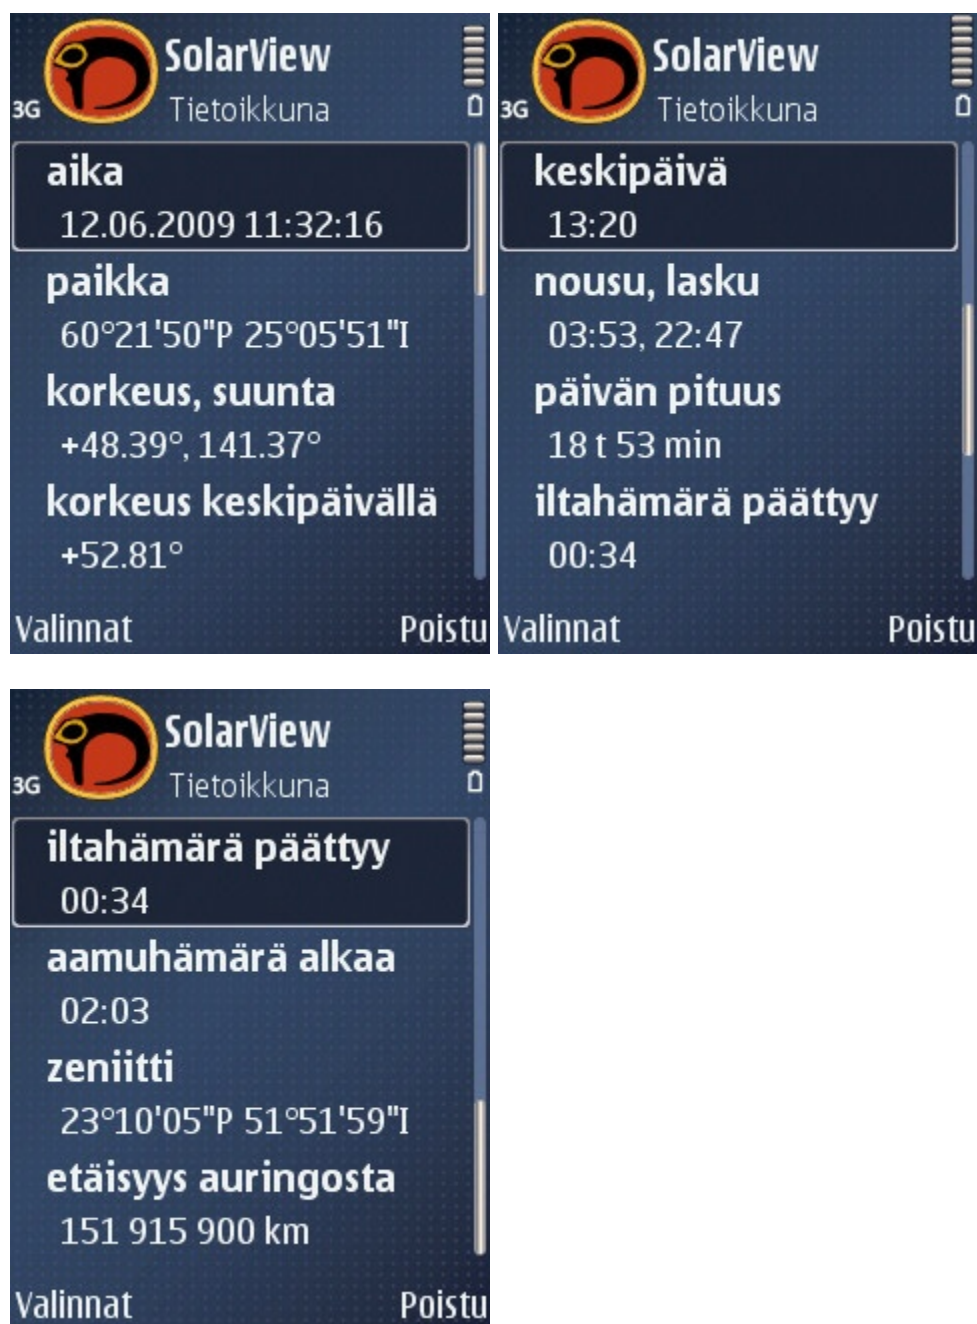 SolarView
3G
Tietoikkuna
aika
12.06.2009 11:32:16
paikka
60°21'50"P 25°05'51"I
korkeus, suunta
+48.39°, 141.37°
korkeus keskipäivällä
+52.81°
Valinnat Poistu
SolarView
3G
Tietoikkuna
keskipäivä
13:20
nousu, lasku
03:53, 22:47
päivän pituus
18 t 53 min
iltahämärä päättyy
00:34
Valinnat Poistu
SolarView
3G
Tietoikkuna
iltahämärä päättyy
00:34
aamuhämärä alkaa
02:03
zeniitti
23°10'05"P 51°51'59"I
etäisyys auringosta
151 915 900 km
Valinnat Poistu